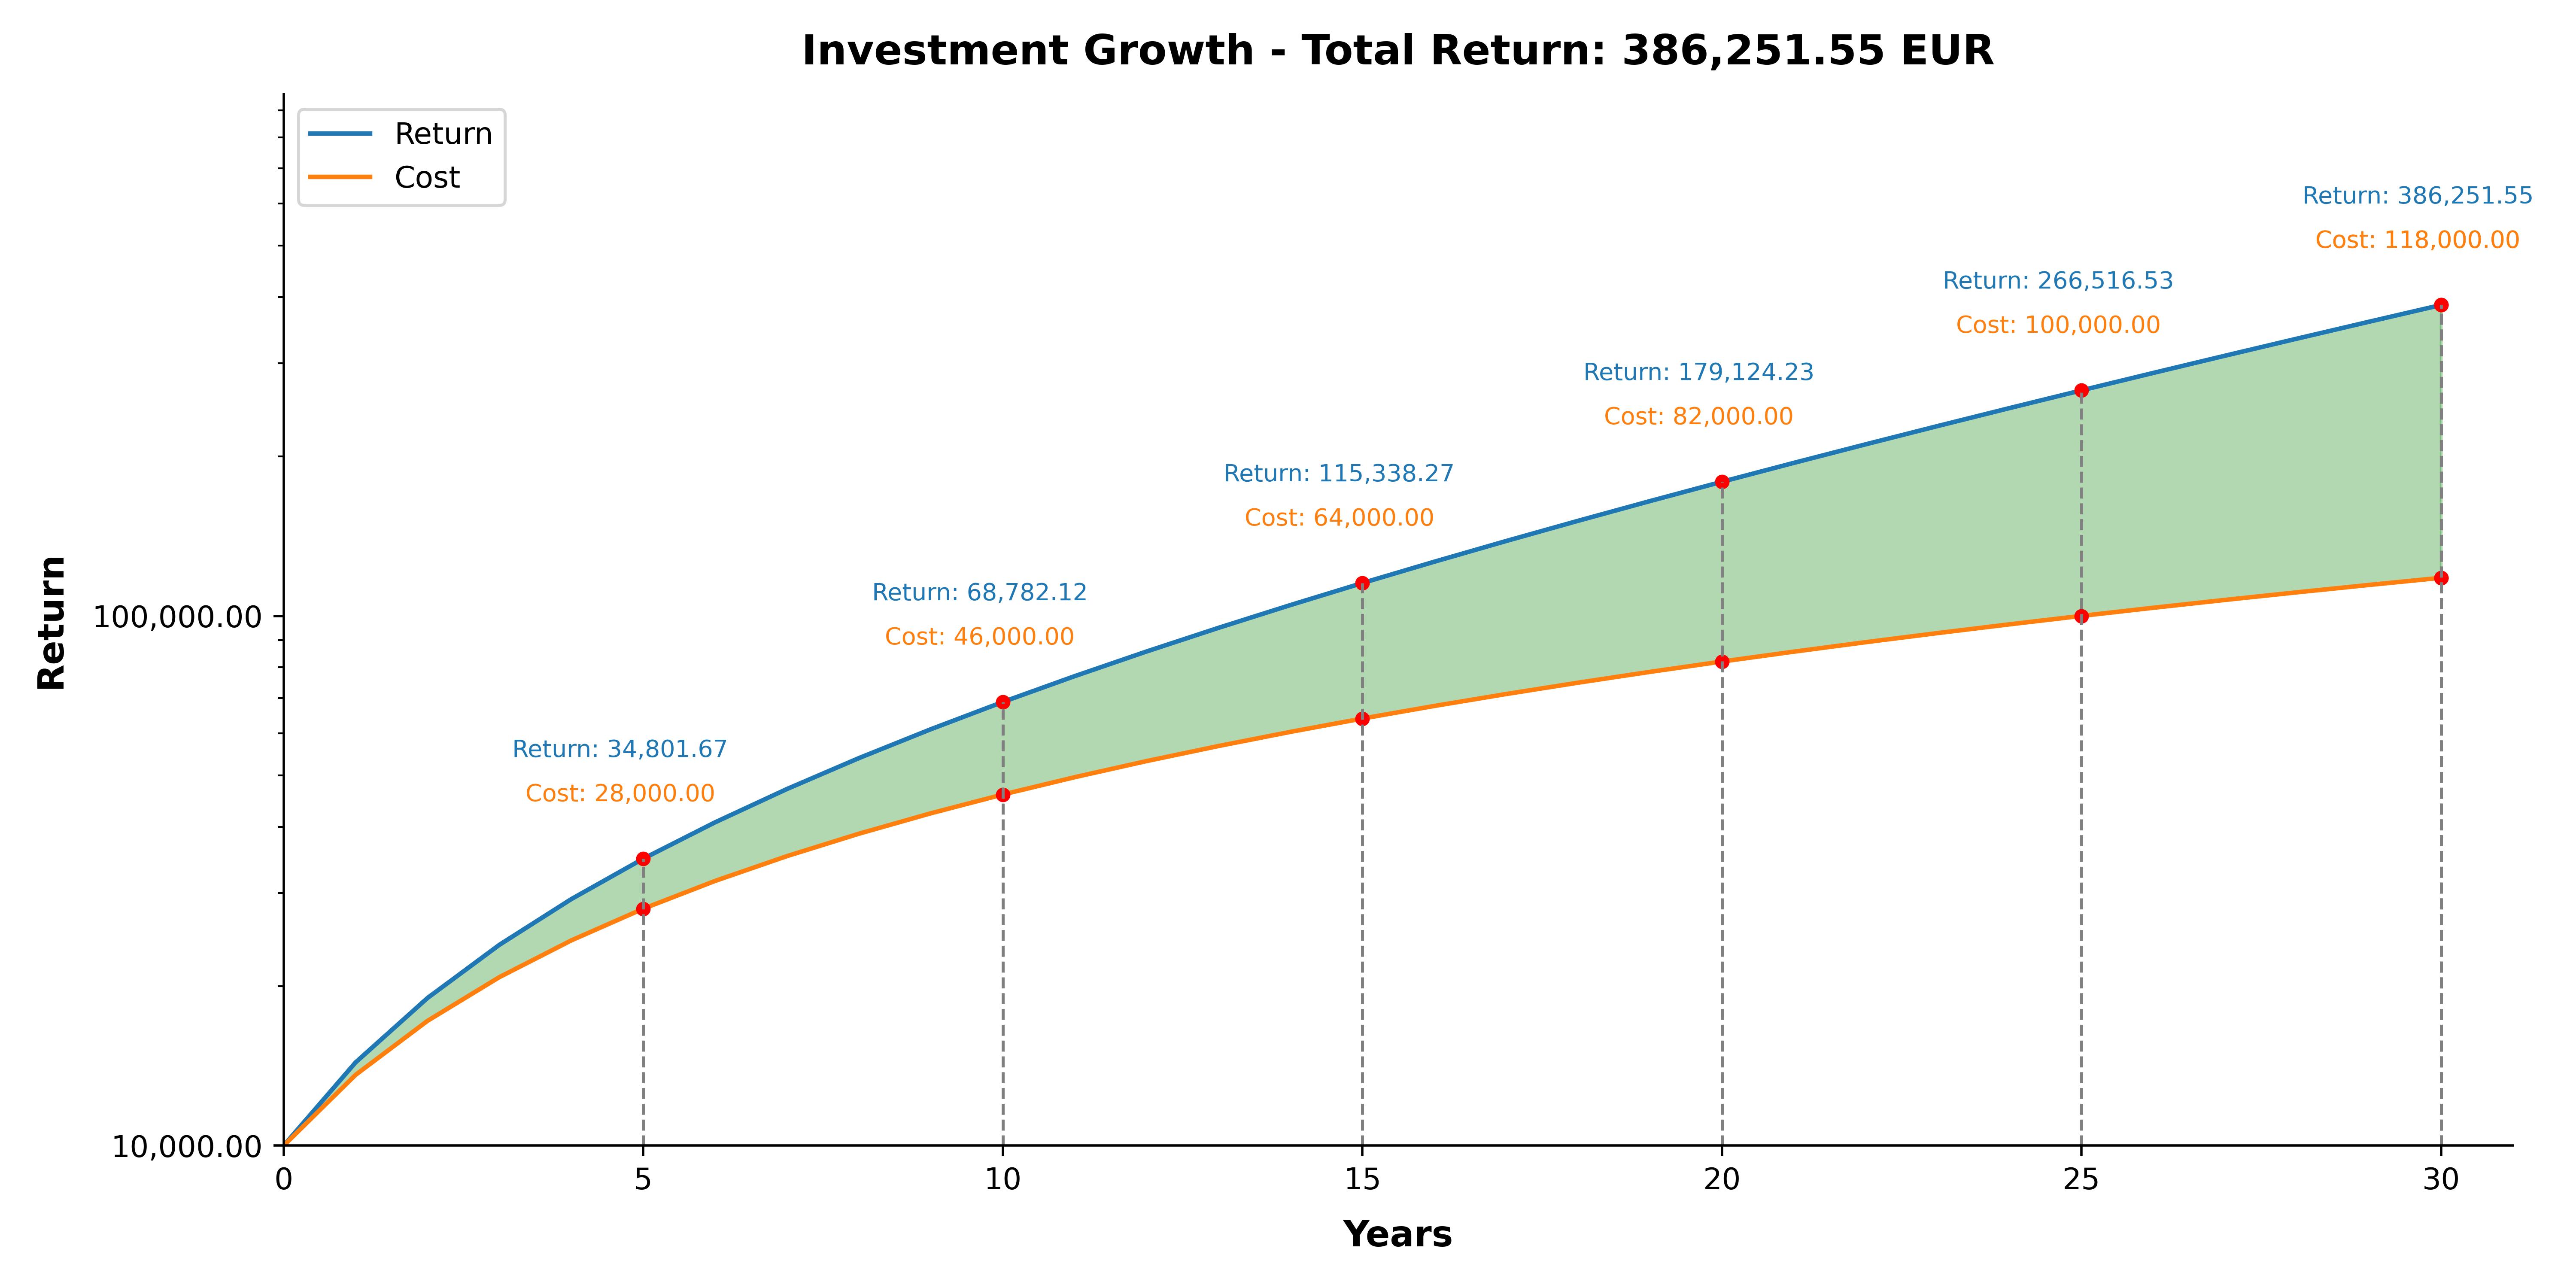 Investment Growth - Total Return: 386,251.55 EUR
Return
Cost
Return: 386,251.55
Cost: 118,000.00
Return: 266,516.53
Cost: 100,000.00
Return: 179,124.23
Cost: 82,000.00
Return: 115,338.27
Cost: 64,000.00
Return: 68,782.12
Cost: 46,000.00
Return: 34,801.67
Cost: 28,000.00
Return
100,000.00
10,000.00
0 5 10 15 20 25 30
Years